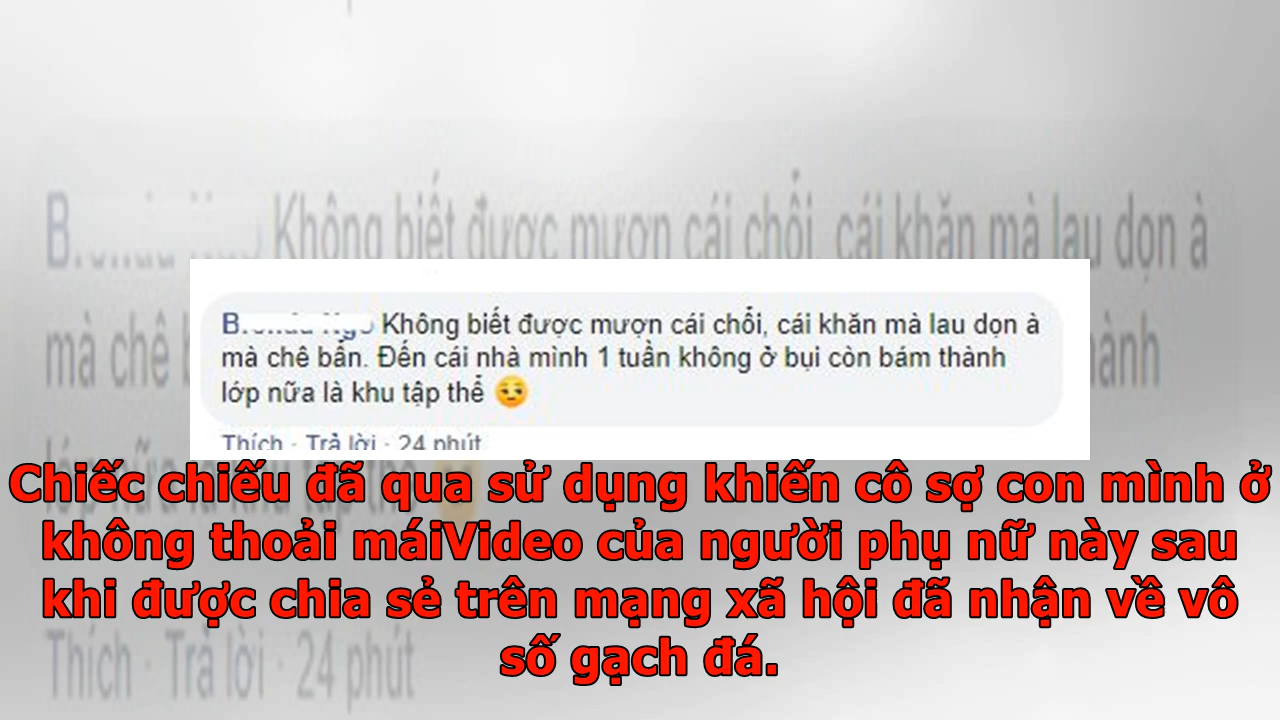 Không biết được mượn cái chổi, cái khăn mà lau dọn à
mà chê bẩn. Đến cái nhà mình 1 tuần không ở bụi còn bám thành
lớp nữa là khu tập thể 😒
Thích · Trả lời · 24 phút
Chiếc chiếu đã qua sử dụng khiến cô sợ con mình ở
không thoải máiVideo của người phụ nữ này sau
khi được chia sẻ trên mạng xã hội đã nhận về vô
số gạch đá.